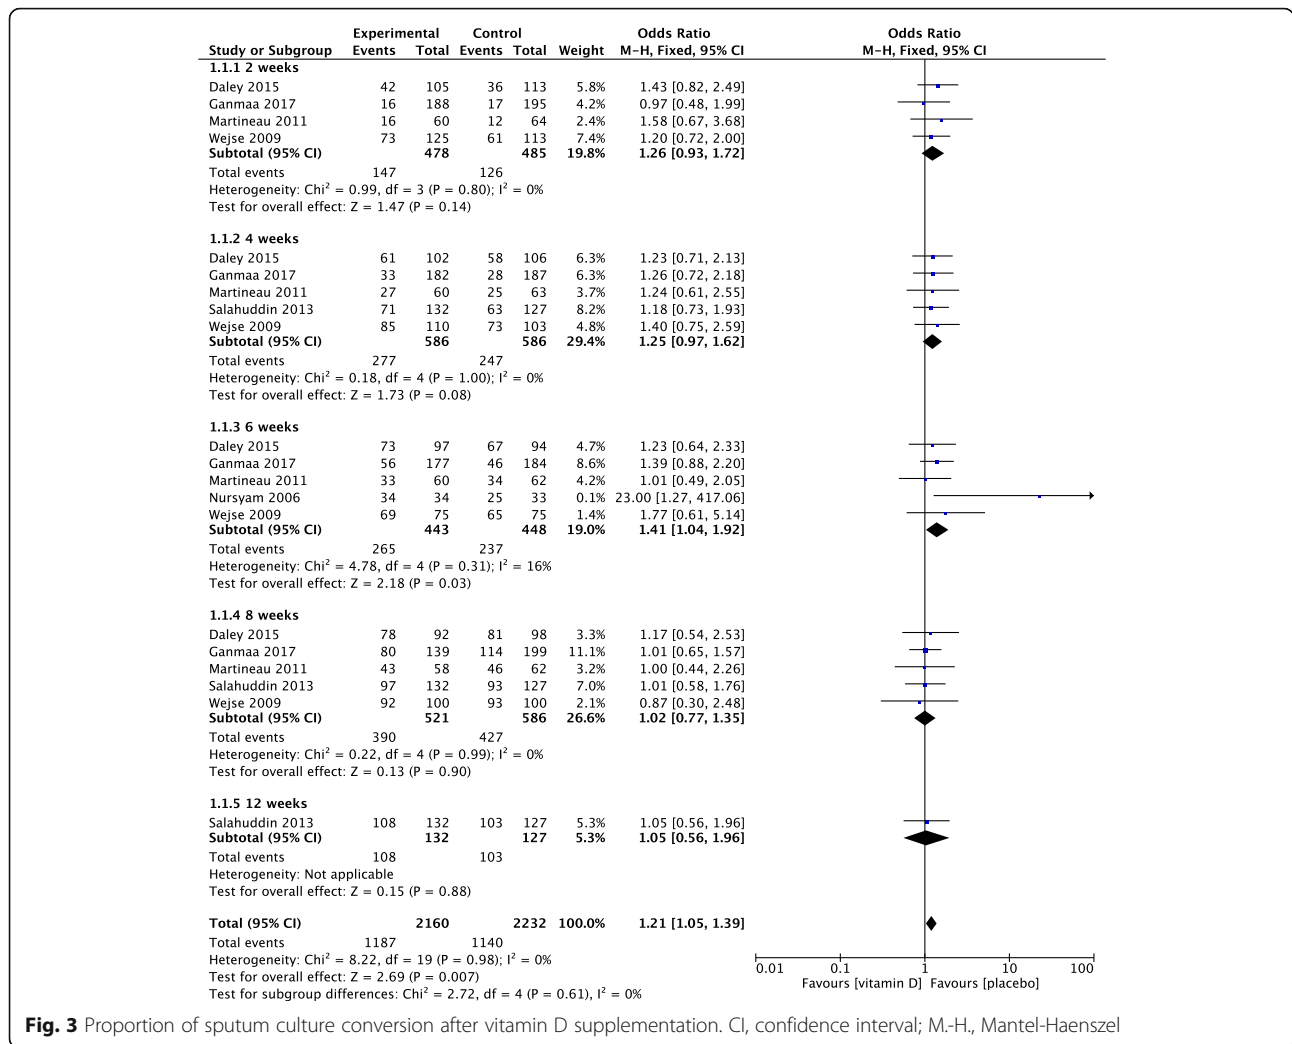 Experimental Control Odds Ratio Odds Ratio
Study or Subgroup Events Total Events Total Weight M-H, Fixed, 95% CI M-H, Fixed, 95% CI
1.1.1 2 weeks
Daley 2015 42 105 36 113 5.8% 1.43 [0.82, 2.49]
Ganmaa 2017 16 188 17 195 4.2% 0.97 [0.48, 1.99]
Martineau 2011 16 60 12 64 2.4% 1.58 [0.67, 3.68]
Wejse 2009 73 125 61 113 7.4% 1.20 [0.72, 2.00]
Subtotal (95% CI) 478 485 19.8% 1.26 [0.93, 1.72]
Total events 147 126
Heterogeneity: Chi² = 0.99, df = 3 (P = 0.80); I² = 0%
Test for overall effect: Z = 1.47 (P = 0.14)
1.1.2 4 weeks
Daley 2015 61 102 58 106 6.3% 1.23 [0.71, 2.13]
Ganmaa 2017 33 182 28 187 6.3% 1.26 [0.72, 2.18]
Martineau 2011 27 60 25 63 3.7% 1.24 [0.61, 2.55]
Salahuddin 2013 71 132 63 127 8.2% 1.18 [0.73, 1.93]
Wejse 2009 85 110 73 103 4.8% 1.40 [0.75, 2.59]
Subtotal (95% CI) 586 586 29.4% 1.25 [0.97, 1.62]
Total events 277 247
Heterogeneity: Chi² = 0.18, df = 4 (P = 1.00); I² = 0%
Test for overall effect: Z = 1.73 (P = 0.08)
1.1.3 6 weeks
Daley 2015 73 97 67 94 4.7% 1.23 [0.64, 2.33]
Ganmaa 2017 56 177 46 184 8.6% 1.39 [0.88, 2.20]
Martineau 2011 33 60 34 62 4.2% 1.01 [0.49, 2.05]
Nursyam 2006 34 34 25 33 0.1% 23.00 [1.27, 417.06]
Wejse 2009 69 75 65 75 1.4% 1.77 [0.61, 5.14]
Subtotal (95% CI) 443 448 19.0% 1.41 [1.04, 1.92]
Total events 265 237
Heterogeneity: Chi² = 4.78, df = 4 (P = 0.31); I² = 16%
Test for overall effect: Z = 2.18 (P = 0.03)
1.1.4 8 weeks
Daley 2015 78 92 81 98 3.3% 1.17 [0.54, 2.53]
Ganmaa 2017 80 139 114 199 11.1% 1.01 [0.65, 1.57]
Martineau 2011 43 58 46 62 3.2% 1.00 [0.44, 2.26]
Salahuddin 2013 97 132 93 127 7.0% 1.01 [0.58, 1.76]
Wejse 2009 92 100 93 100 2.1% 0.87 [0.30, 2.48]
Subtotal (95% CI) 521 586 26.6% 1.02 [0.77, 1.35]
Total events 390 427
Heterogeneity: Chi² = 0.22, df = 4 (P = 0.99); I² = 0%
Test for overall effect: Z = 0.13 (P = 0.90)
1.1.5 12 weeks
Salahuddin 2013 108 132 103 127 5.3% 1.05 [0.56, 1.96]
Subtotal (95% CI) 132 127 5.3% 1.05 [0.56, 1.96]
Total events 108 103
Heterogeneity: Not applicable
Test for overall effect: Z = 0.15 (P = 0.88)
Total (95% CI) 2160 2232 100.0% 1.21 [1.05, 1.39]
Total events 1187 1140
Heterogeneity: Chi² = 8.22, df = 19 (P = 0.98); I² = 0%
Test for overall effect: Z = 2.69 (P = 0.007)
Test for subgroup differences: Chi² = 2.72, df = 4 (P = 0.61), I² = 0%
0.01 0.1 1 10 100
Favours [vitamin D] Favours [placebo]
Fig. 3 Proportion of sputum culture conversion after vitamin D supplementation. CI, confidence interval; M.-H., Mantel-Haenszel